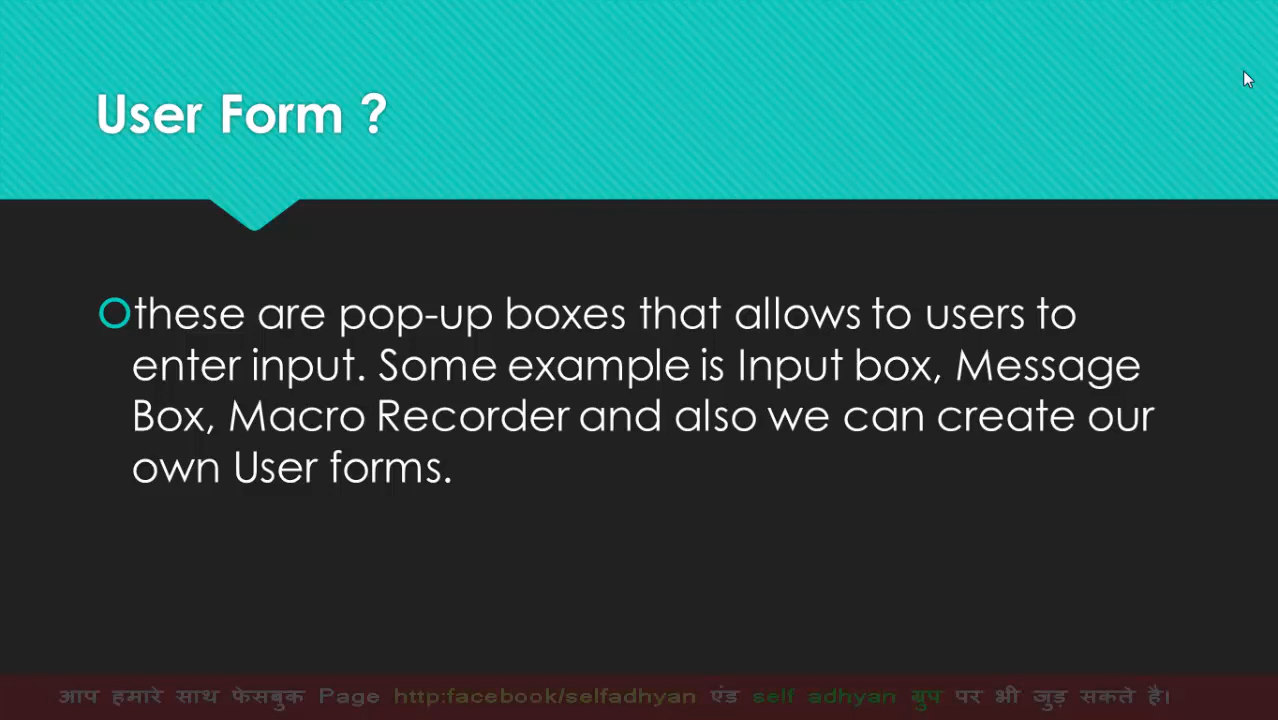 User Form ?
these are pop-up boxes that allows to users to
enter input. Some example is Input box, Message
Box, Macro Recorder and also we can create our
own User forms.
आप हमारे साथ फेसबुक Page http:facebook/selfadhyan एंड self adhyan ग्रुप पर भी जुड़ सकते है।